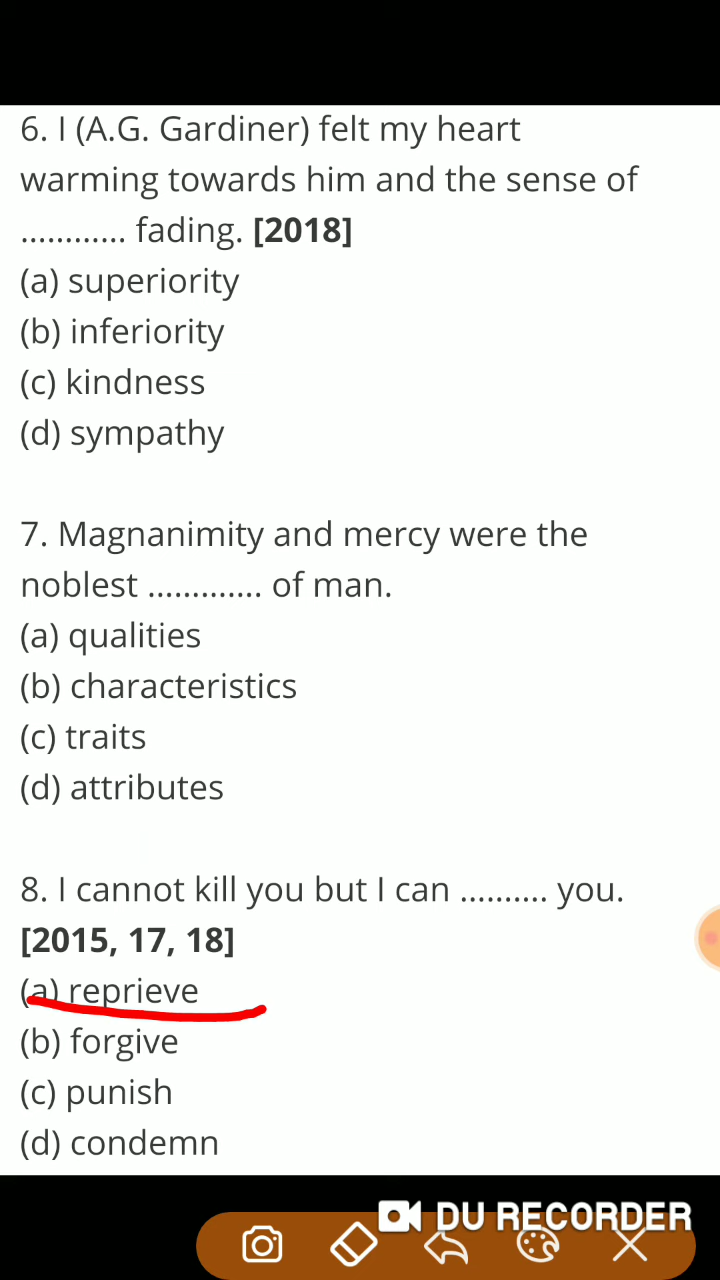 6. I (A.G. Gardiner) felt my heart
warming towards him and the sense of
............ fading. [2018]
(a) superiority
(b) inferiority
(c) kindness
(d) sympathy
7. Magnanimity and mercy were the
noblest ............. of man.
(a) qualities
(b) characteristics
(c) traits
(d) attributes
8. I cannot kill you but I can .......... you.
[2015, 17, 18]
(a) reprieve
(b) forgive
(c) punish
(d) condemn
DU RECORDER